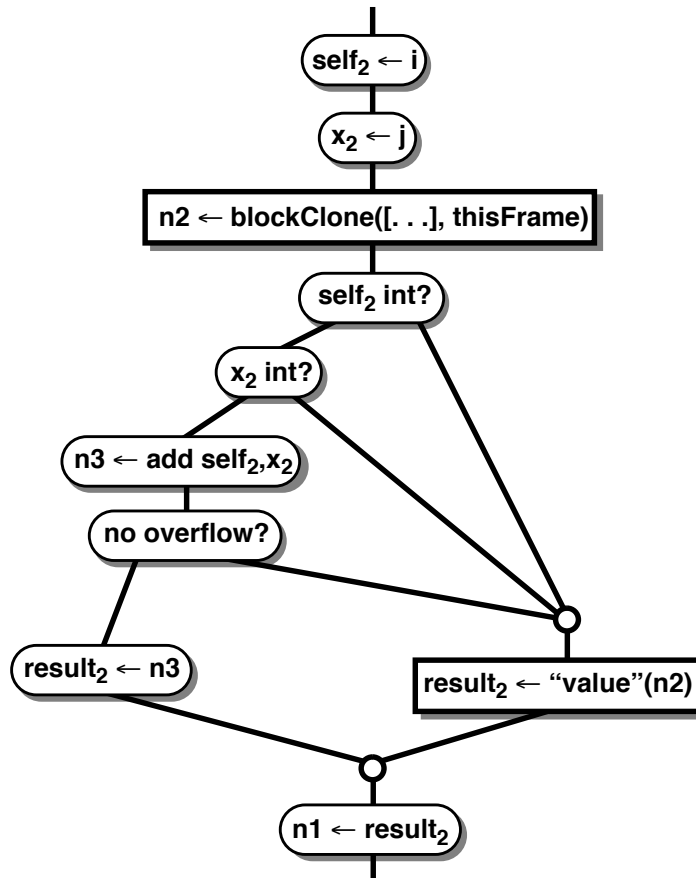 self₂ ← i
x₂ ← j
n2 ← blockClone([. . .], thisFrame)
self₂ int?
x₂ int?
n3 ← add self₂,x₂
no overflow?
result₂ ← n3
result₂ ← “value”(n2)
n1 ← result₂